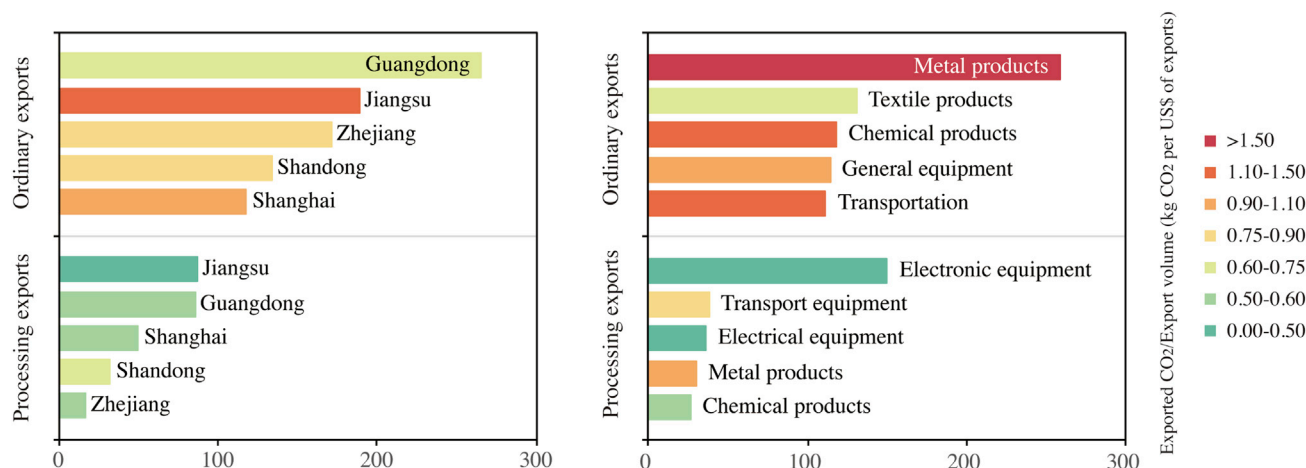 Ordinary exports
Guangdong
Jiangsu
Zhejiang
Shandong
Shanghai
Processing exports
Jiangsu
Guangdong
Shanghai
Shandong
Zhejiang
0 100 200 300
Ordinary exports
Metal products
Textile products
Chemical products
General equipment
Transportation
Processing exports
Electronic equipment
Transport equipment
Electrical equipment
Metal products
Chemical products
0 100 200 300
Exported CO2/Export volume (kg CO2 per US$ of exports)
>1.50
1.10-1.50
0.90-1.10
0.75-0.90
0.60-0.75
0.50-0.60
0.00-0.50